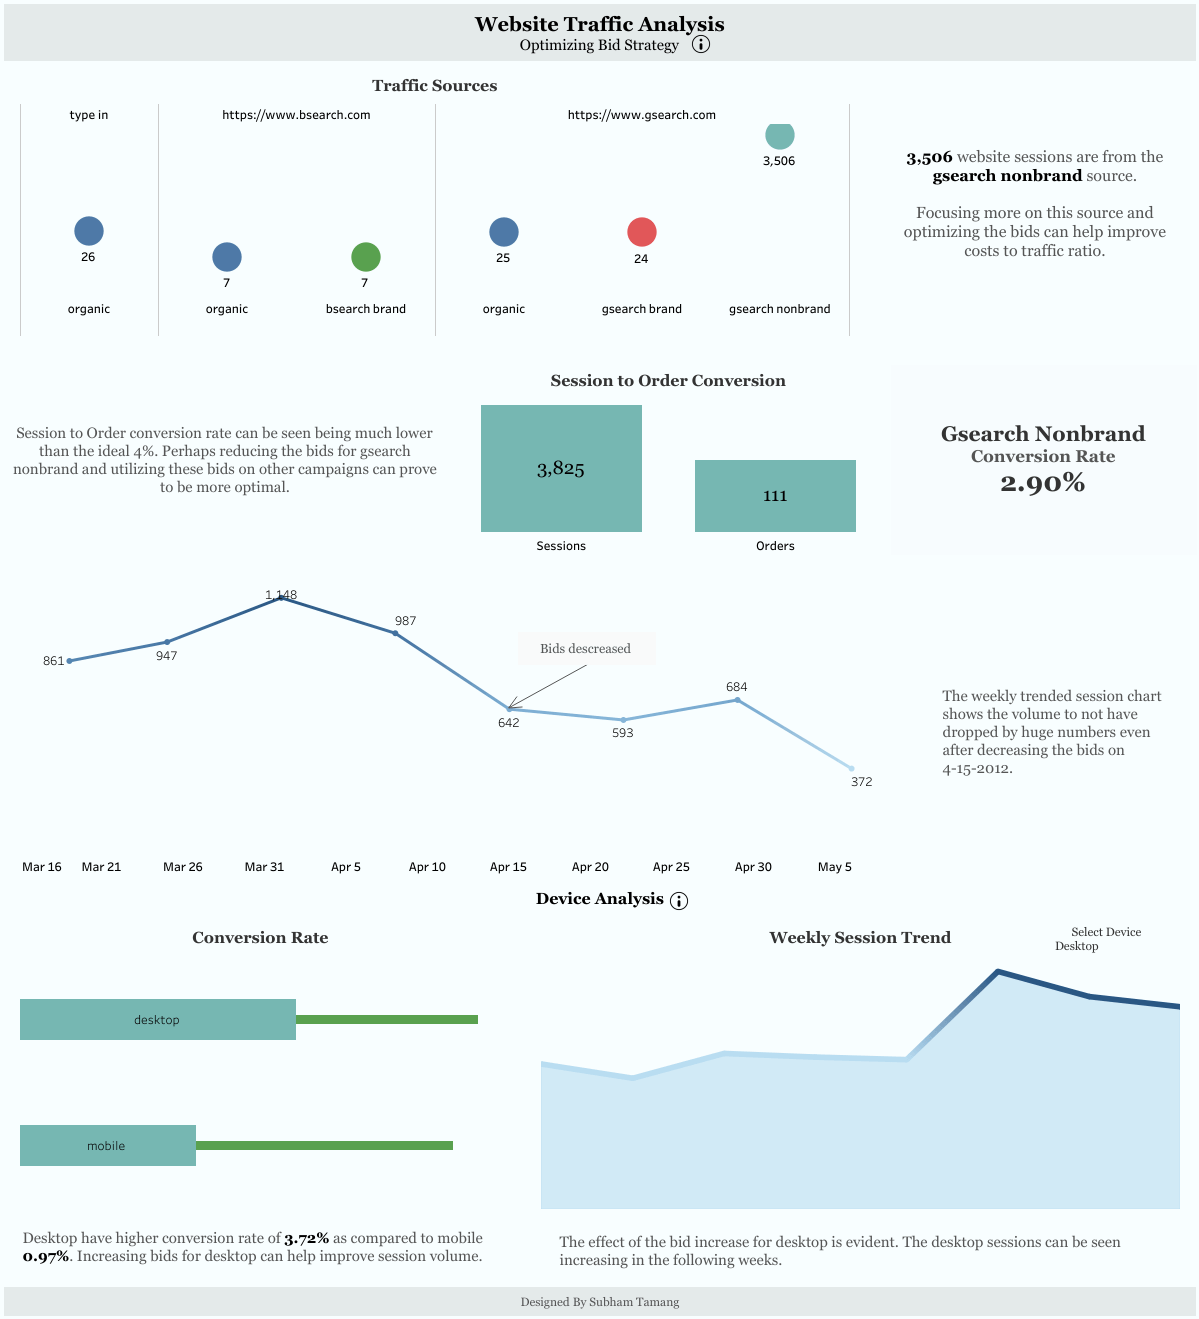 Website Traffic Analysis
Optimizing Bid Strategy
Traffic Sources
type in
https://www.bsearch.com
https://www.gsearch.com
3,506
26
7
7
25
24
organic
organic
bsearch brand
organic
gsearch brand
gsearch nonbrand
3,506 website sessions are from the
gsearch nonbrand source.
Focusing more on this source and
optimizing the bids can help improve
costs to traffic ratio.
Session to Order Conversion
Session to Order conversion rate can be seen being much lower
than the ideal 4%. Perhaps reducing the bids for gsearch
nonbrand and utilizing these bids on other campaigns can prove
to be more optimal.
3,825
111
Sessions
Orders
Gsearch Nonbrand
Conversion Rate
2.90%
861
947
1,148
987
Bids descreased
642
593
684
372
The weekly trended session chart
shows the volume to not have
dropped by huge numbers even
after decreasing the bids on
4-15-2012.
Mar 16
Mar 21
Mar 26
Mar 31
Apr 5
Apr 10
Apr 15
Apr 20
Apr 25
Apr 30
May 5
Device Analysis
Conversion Rate
desktop
mobile
Desktop have higher conversion rate of 3.72% as compared to mobile
0.97%. Increasing bids for desktop can help improve session volume.
Weekly Session Trend
Select Device
Desktop
The effect of the bid increase for desktop is evident. The desktop sessions can be seen
increasing in the following weeks.
Designed By Subham Tamang